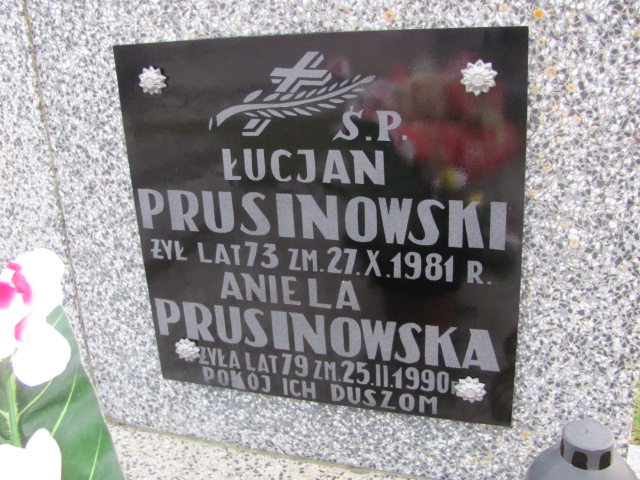 Ś.P.
ŁUCJAN
PRUSINOWSKI
ŻYŁ LAT 73 ZM. 27.X.1981 R.
ANIELA
PRUSINOWSKA
ŻYŁA LAT 79 ZM. 25.II.1990 R.
POKÓJ ICH DUSZOM